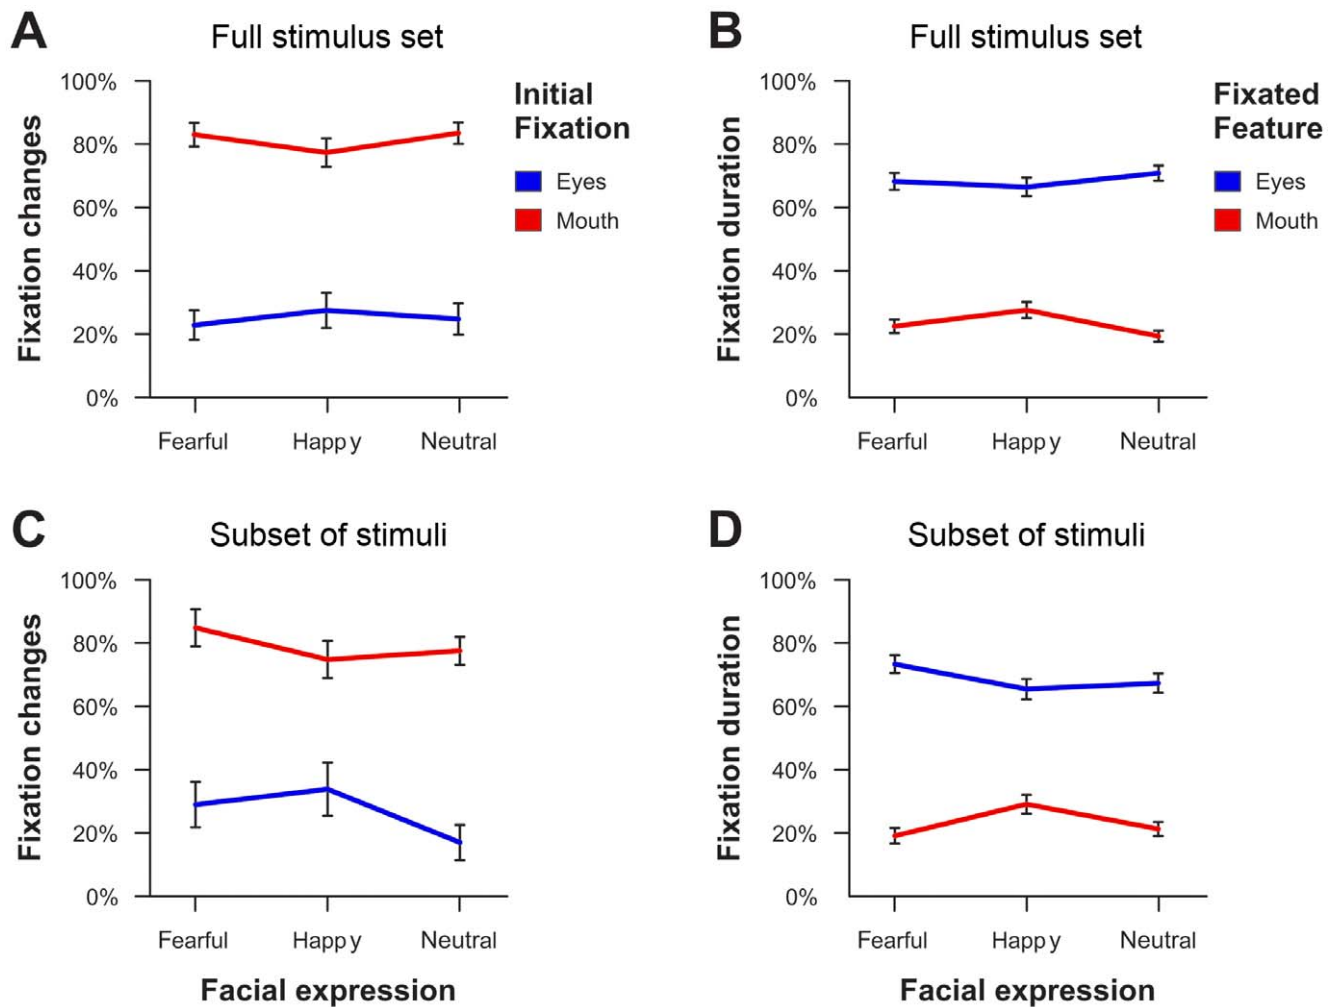 A
Full stimulus set
Fixation changes
100%
80%
60%
40%
20%
0%
Fearful
Happy
Neutral
Initial
Fixation
Eyes
Mouth
B
Full stimulus set
Fixation duration
100%
80%
60%
40%
20%
0%
Fearful
Happy
Neutral
Fixated
Feature
Eyes
Mouth
C
Subset of stimuli
Fixation changes
100%
80%
60%
40%
20%
0%
Fearful
Happy
Neutral
Facial expression
D
Subset of stimuli
Fixation duration
100%
80%
60%
40%
20%
0%
Fearful
Happy
Neutral
Facial expression